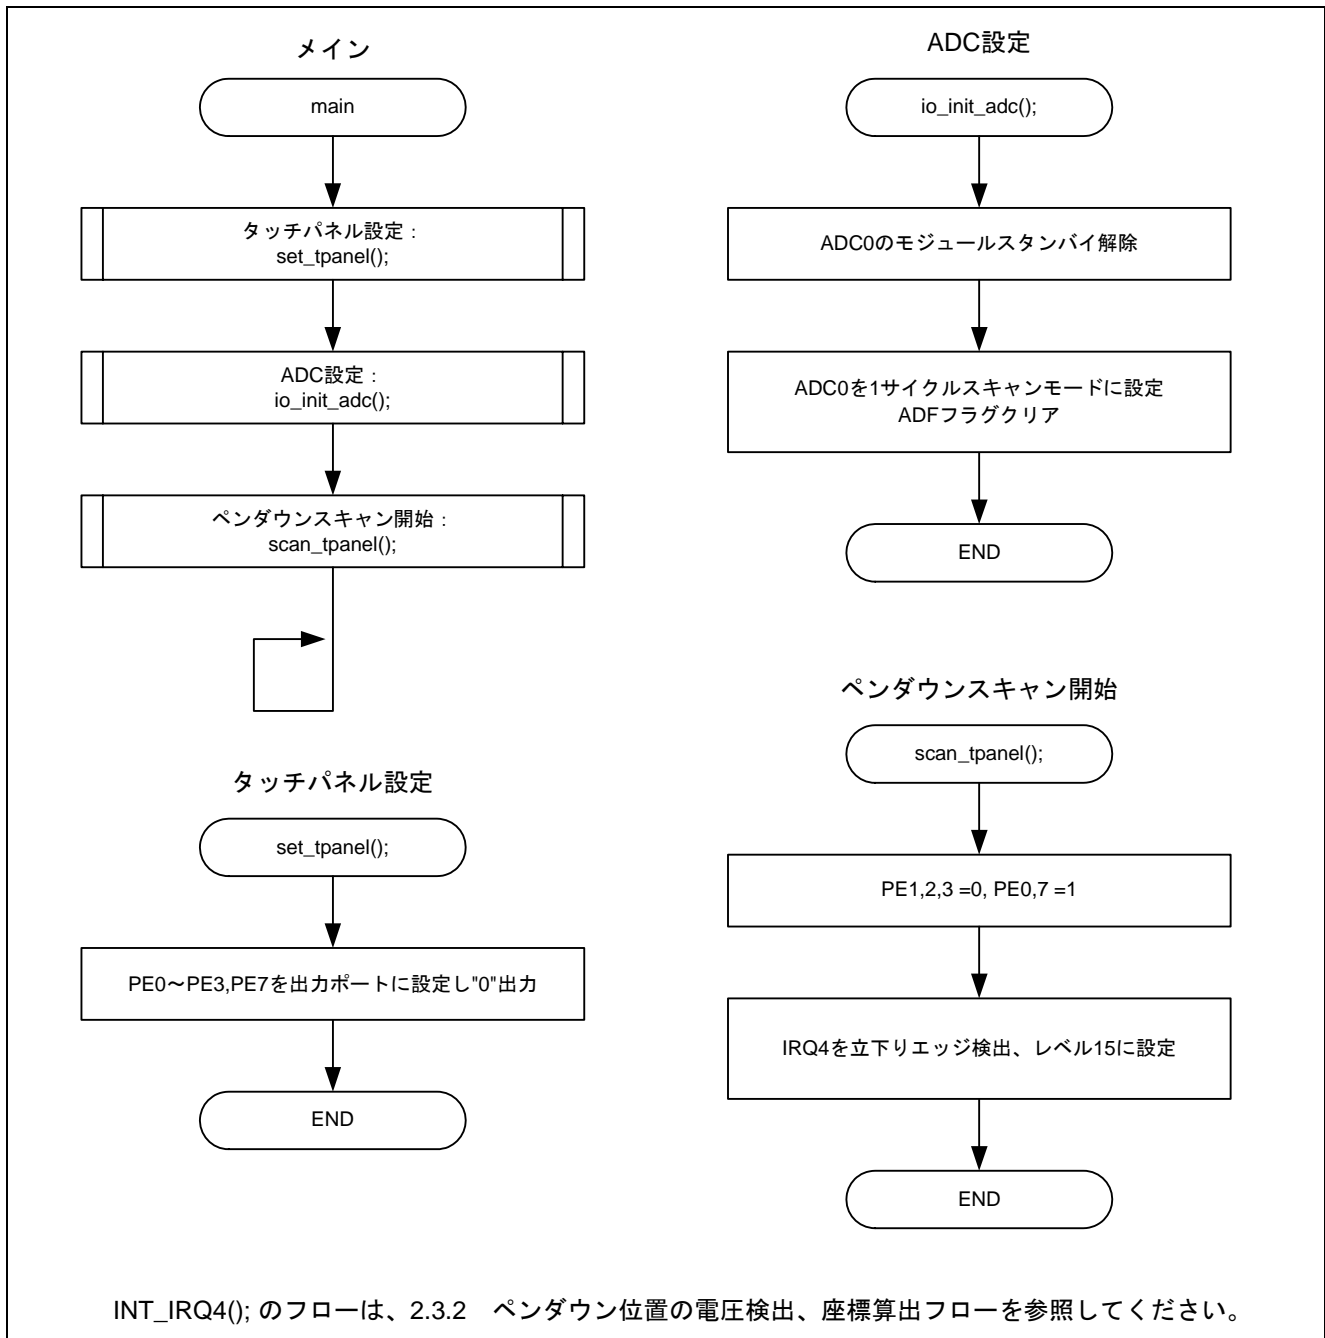 メイン
main
タッチパネル設定：
set_tpanel();
ADC設定：
io_init_adc();
ペンダウンスキャン開始：
scan_tpanel();
タッチパネル設定
set_tpanel();
PE0～PE3,PE7を出力ポートに設定し"0"出力
END
ADC設定
io_init_adc();
ADC0のモジュールスタンバイ解除
ADC0を1サイクルスキャンモードに設定
ADFフラグクリア
END
ペンダウンスキャン開始
scan_tpanel();
PE1,2,3 =0, PE0,7 =1
IRQ4を立下りエッジ検出、レベル15に設定
END
INT_IRQ4(); のフローは、2.3.2　ペンダウン位置の電圧検出、座標算出フローを参照してください。